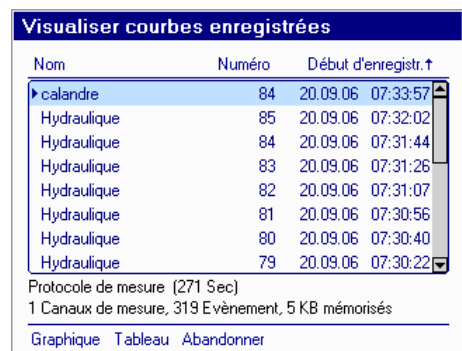 Visualiser courbes enregistrées
Nom Numéro Début d'enregistr.↑
calandre 84 20.09.06 07:33:57
Hydraulique 85 20.09.06 07:32:02
Hydraulique 84 20.09.06 07:31:44
Hydraulique 83 20.09.06 07:31:26
Hydraulique 82 20.09.06 07:31:07
Hydraulique 81 20.09.06 07:30:56
Hydraulique 80 20.09.06 07:30:40
Hydraulique 79 20.09.06 07:30:22
Protocole de mesure (271 Sec)
1 Canaux de mesure, 319 Evènement, 5 KB mémorisés
Graphique Tableau Abandonner